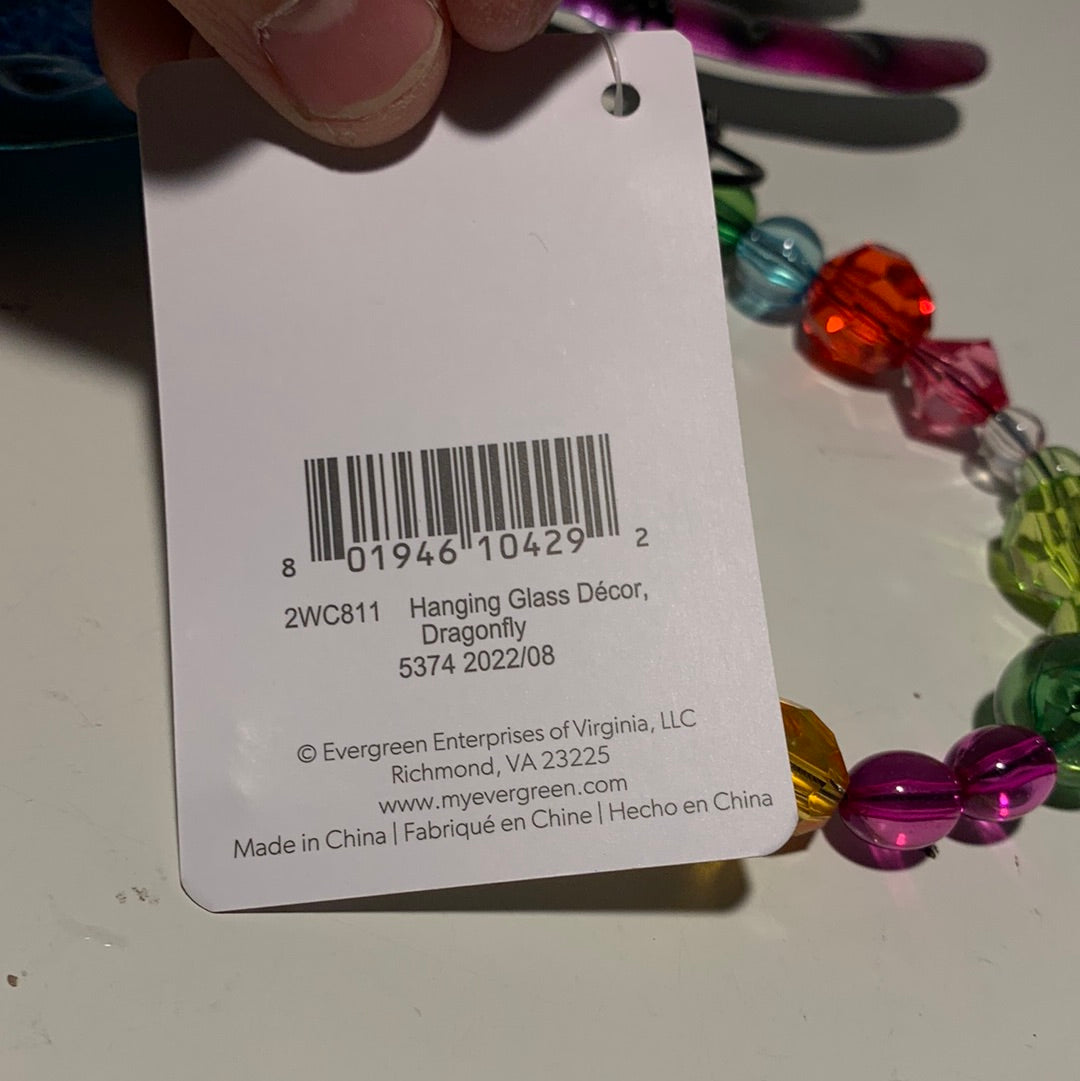 8 01946 10429 2
2WC811 Hanging Glass Décor,
Dragonfly
5374 2022/08
© Evergreen Enterprises of Virginia, LLC
Richmond, VA 23225
www.myevergreen.com
Made in China | Fabriqué en Chine | Hecho en China